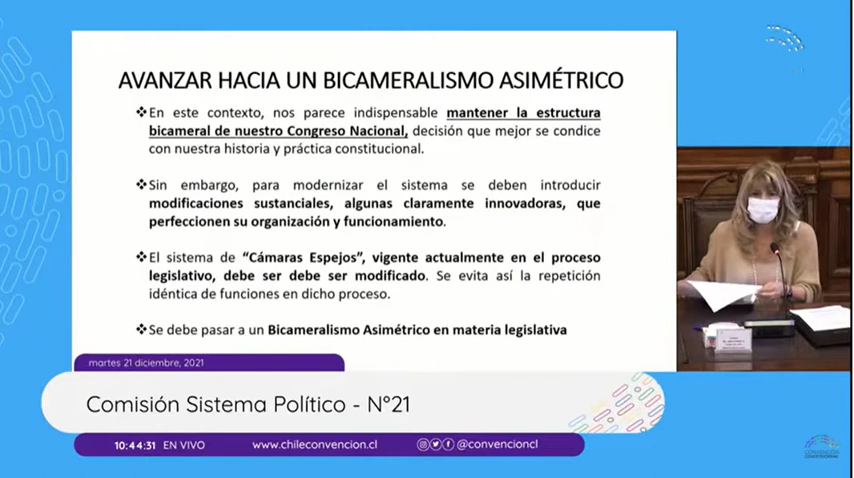 AVANZAR HACIA UN BICAMERALISMO ASIMÉTRICO
❖En este contexto, nos parece indispensable mantener la estructura
bicameral de nuestro Congreso Nacional, decisión que mejor se condice
con nuestra historia y práctica constitucional.
❖Sin embargo, para modernizar el sistema se deben introducir
modificaciones sustanciales, algunas claramente innovadoras, que
perfeccionen su organización y funcionamiento.
❖El sistema de “Cámaras Espejos”, vigente actualmente en el proceso
legislativo, debe ser debe ser modificado. Se evita así la repetición
idéntica de funciones en dicho proceso.
❖Se debe pasar a un Bicameralismo Asimétrico en materia legislativa
martes 21 diciembre, 2021
Comisión Sistema Político - N°21
10:44:31 EN VIVO www.chileconvencion.cl @convencioncl
CONVENCIÓN
CONSTITUCIONAL